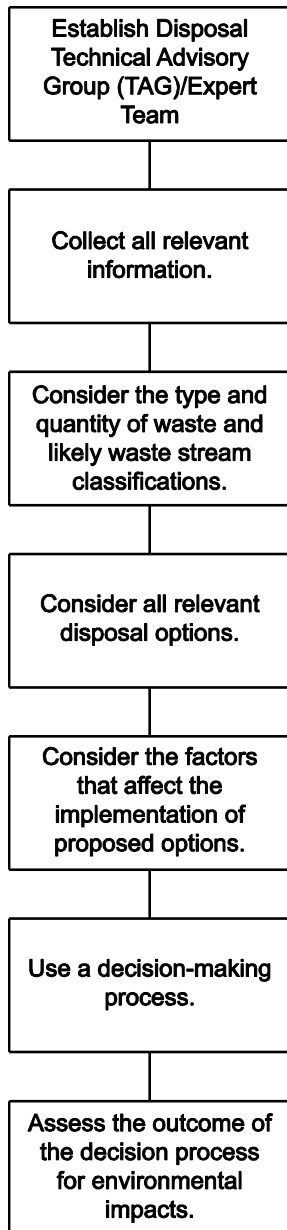 Establish Disposal
Technical Advisory
Group (TAG)/Expert
Team
Collect all relevant
information.
Consider the type and
quantity of waste and
likely waste stream
classifications.
Consider all relevant
disposal options.
Consider the factors
that affect the
implementation of
proposed options.
Use a decision-making
process.
Assess the outcome of
the decision process
for environmental
impacts.